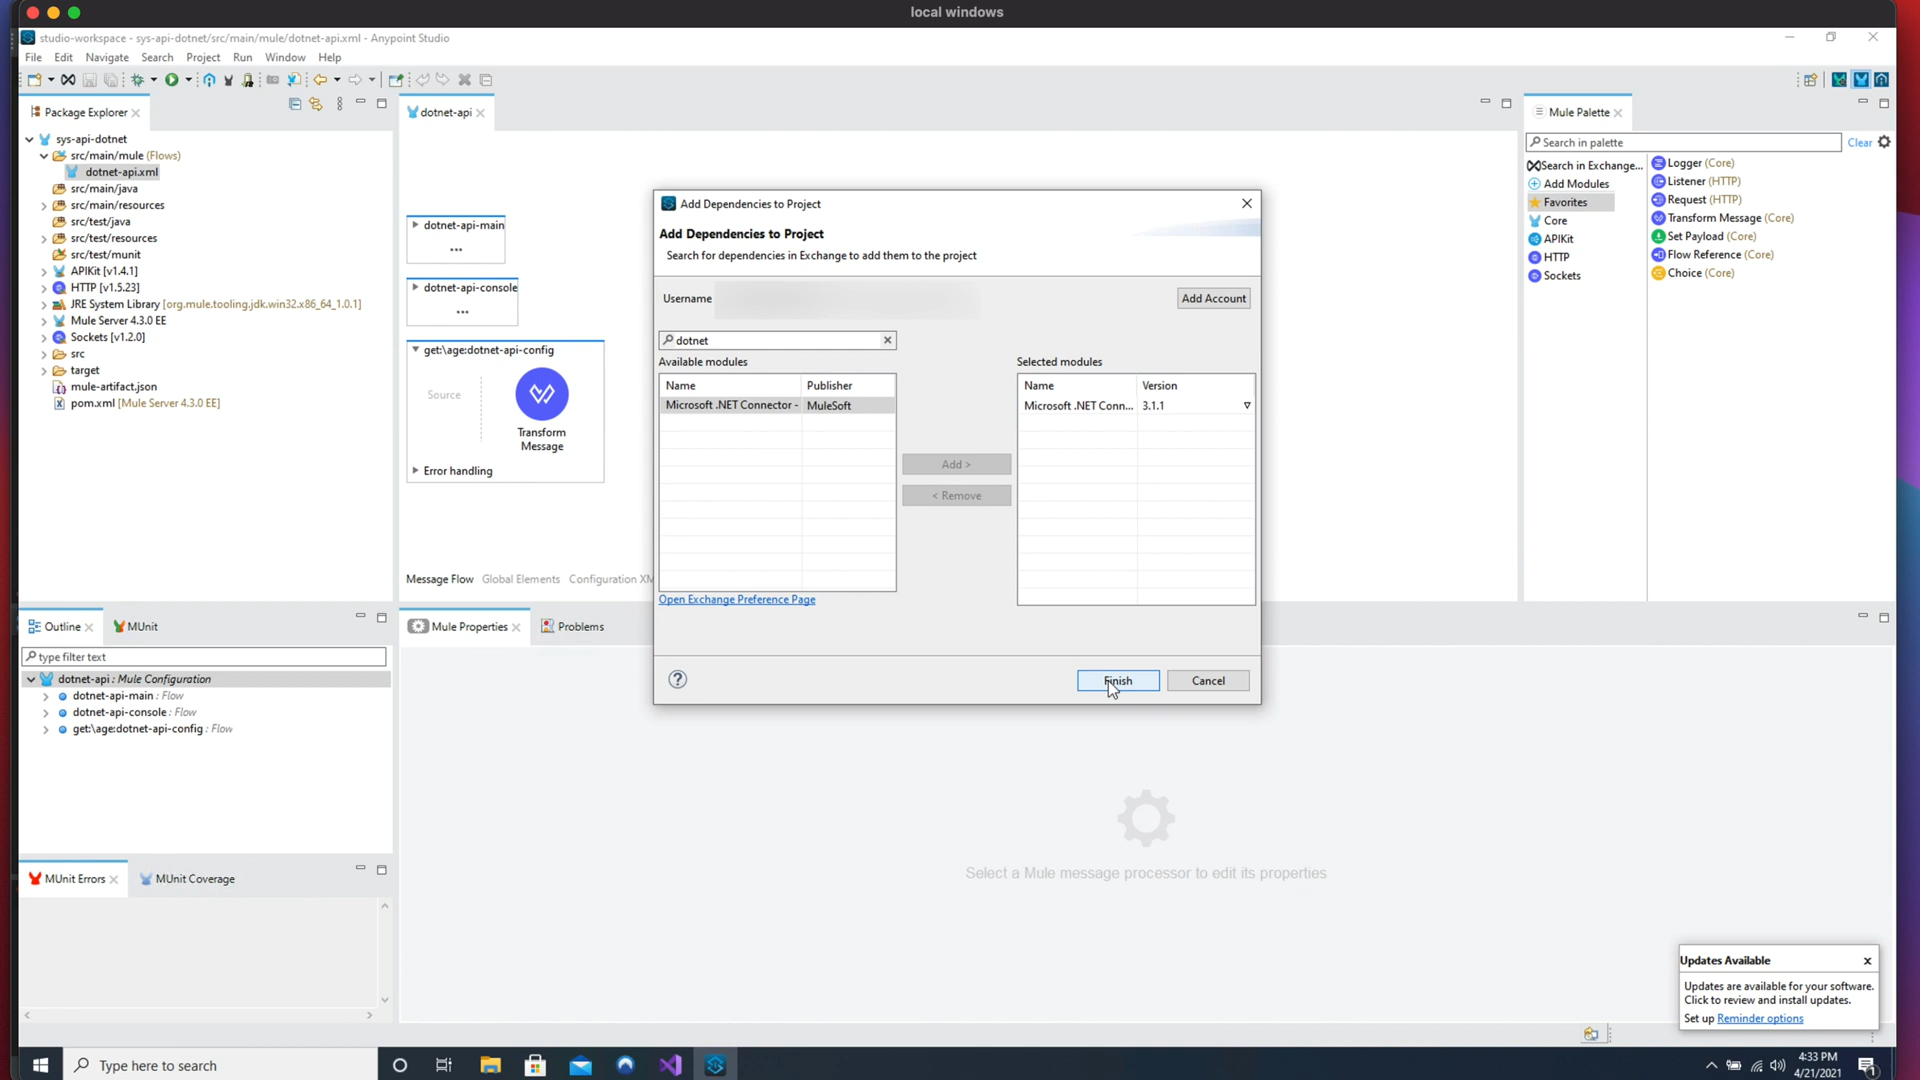 local windows
studio-workspace - sys-api-dotnet/src/main/mule/dotnet-api.xml - Anypoint Studio
File Edit Navigate Search Project Run Window Help
Package Explorer
sys-api-dotnet
src/main/mule (Flows)
dotnet-api.xml
src/main/java
src/main/resources
src/test/java
src/test/resources
src/test/munit
APIKit [v1.4.1]
HTTP [v1.5.23]
JRE System Library [org.mule.tooling.jdk.win32.x86_64_1.0.1]
Mule Server 4.3.0 EE
Sockets [v1.2.0]
src
target
mule-artifact.json
pom.xml [Mule Server 4.3.0 EE]
dotnet-api
dotnet-api-main
...
dotnet-api-console
...
get:\age:dotnet-api-config
Source
Transform
Message
Error handling
Message Flow Global Elements Configuration XM
Add Dependencies to Project
Add Dependencies to Project
Search for dependencies in Exchange to add them to the project
Username
Add Account
dotnet
Available modules
Name Publisher
Microsoft .NET Connector - MuleSoft
Open Exchange Preference Page
Add >
< Remove
Selected modules
Name Version
Microsoft .NET Conn... 3.1.1
?
Finish
Cancel
Mule Palette
Search in palette
Clear
Search in Exchange...
Add Modules
Favorites
Core
APIKit
HTTP
Sockets
Logger (Core)
Listener (HTTP)
Request (HTTP)
Transform Message (Core)
Set Payload (Core)
Flow Reference (Core)
Choice (Core)
Outline
MUnit
type filter text
dotnet-api : Mule Configuration
dotnet-api-main : Flow
dotnet-api-console : Flow
get:\age:dotnet-api-config : Flow
Mule Properties
Problems
Select a Mule message processor to edit its properties
MUnit Errors
MUnit Coverage
Updates Available
Updates are available for your software.
Click to review and install updates.
Set up Reminder options
Type here to search
4:33 PM
4/21/2021
1